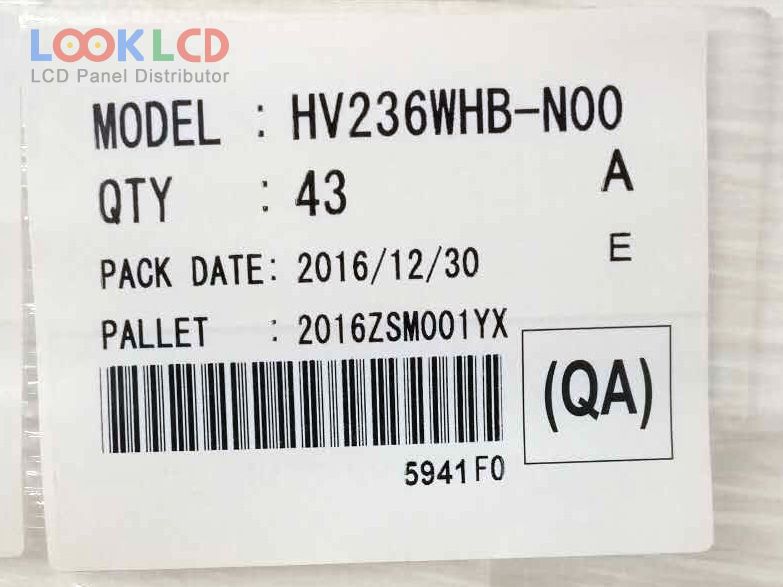 LOOKLCD
LCD Panel Distributor
MODEL : HV236WHB-N00
QTY : 43 A
PACK DATE: 2016/12/30 E
PALLET : 2016ZSM001YX
(QA)
5941F0